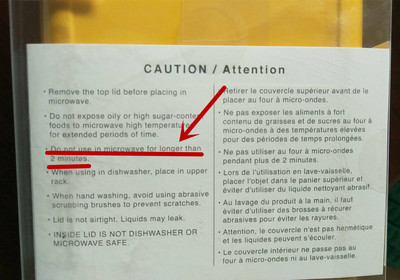 CAUTION / Attention
• Remove the top lid before placing in
microwave.
• Do not expose oily or high sugar-content
foods to microwave high temperatures
for extended periods of time.
• Do not use in microwave for longer than
2 minutes.
• When using in dishwasher, place in upper
rack.
• When hand washing, avoid using abrasive
scrubbing brushes to prevent scratches.
• Lid is not airtight. Liquids may leak.
• INSIDE LID IS NOT DISHWASHER OR
MICROWAVE SAFE
• Retirer le couvercle supérieur avant de le
placer au four à micro-ondes.
• Ne pas exposer les aliments à fort
contenu de graisses et de sucres au four à
micro-ondes à des températures élevées
pour des périodes de temps prolongées.
• Ne pas utiliser au four à micro-ondes
pendant plus de 2 minutes.
• Lors de l'utilisation en lave-vaisselle,
placer l'objet dans le panier supérieur et
éviter d'utiliser du liquide nettoyant abrasif.
• Au lavage du produit à la main, il faut
éviter d'utiliser des brosses à récurer
abrasives pour éviter les rayures.
• Attention, le couvercle n'est pas hermétique
et les liquides peuvent s'écouler.
• Le couvercle intérieur ne passe pas au
four à micro-ondes ni au lave-vaisselle.